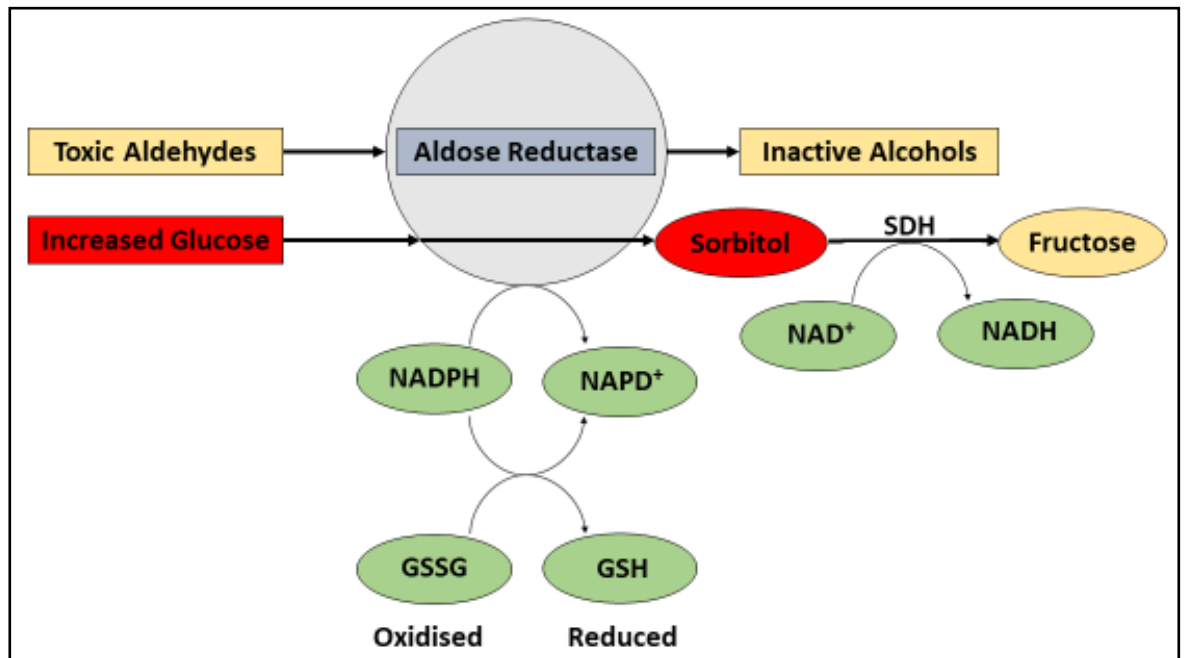 Toxic Aldehydes
Aldose Reductase
Inactive Alcohols
Increased Glucose
Sorbitol
SDH
Fructose
NAD⁺
NADH
NADPH
NAPD⁺
GSSG
GSH
Oxidised
Reduced